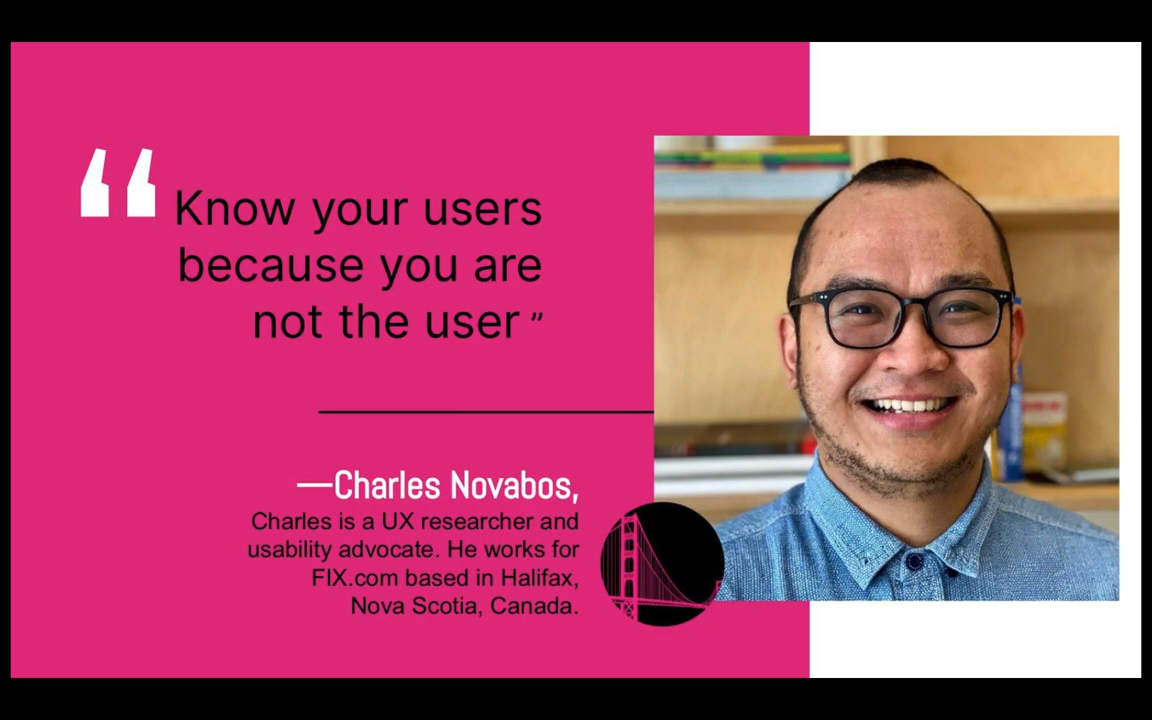 “Know your users
because you are
not the user ”
—Charles Novabos,
Charles is a UX researcher and
usability advocate. He works for
FIX.com based in Halifax,
Nova Scotia, Canada.